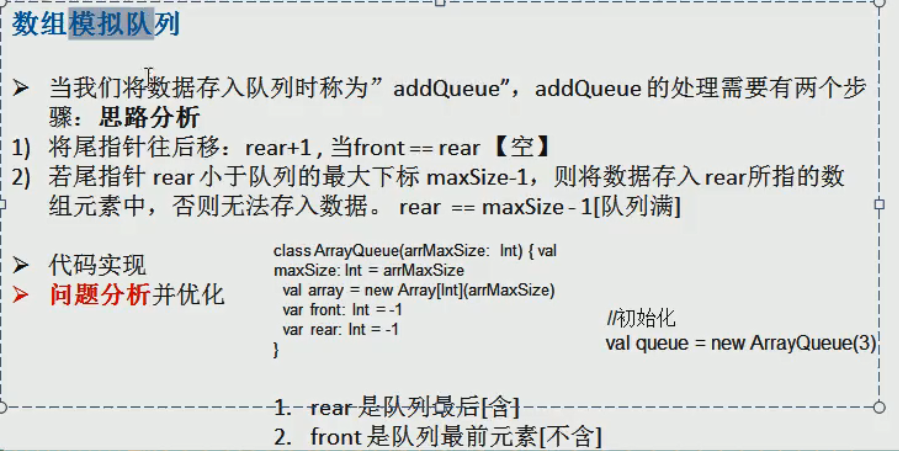 数组模拟队列
➢ 当我们将数据存入队列时称为”addQueue”，addQueue 的处理需要有两个步
骤：思路分析
1) 将尾指针往后移：rear+1 , 当front == rear 【空】
2) 若尾指针 rear 小于队列的最大下标 maxSize-1，则将数据存入 rear所指的数
组元素中，否则无法存入数据。 rear == maxSize - 1[队列满]
➢ 代码实现
➢ 问题分析并优化
class ArrayQueue(arrMaxSize: Int) { val
maxSize: Int = arrMaxSize
val array = new Array[Int](arrMaxSize)
var front: Int = -1
var rear: Int = -1
}
//初始化
val queue = new ArrayQueue(3)
1. rear 是队列最后[含]
2. front 是队列最前元素[不含]